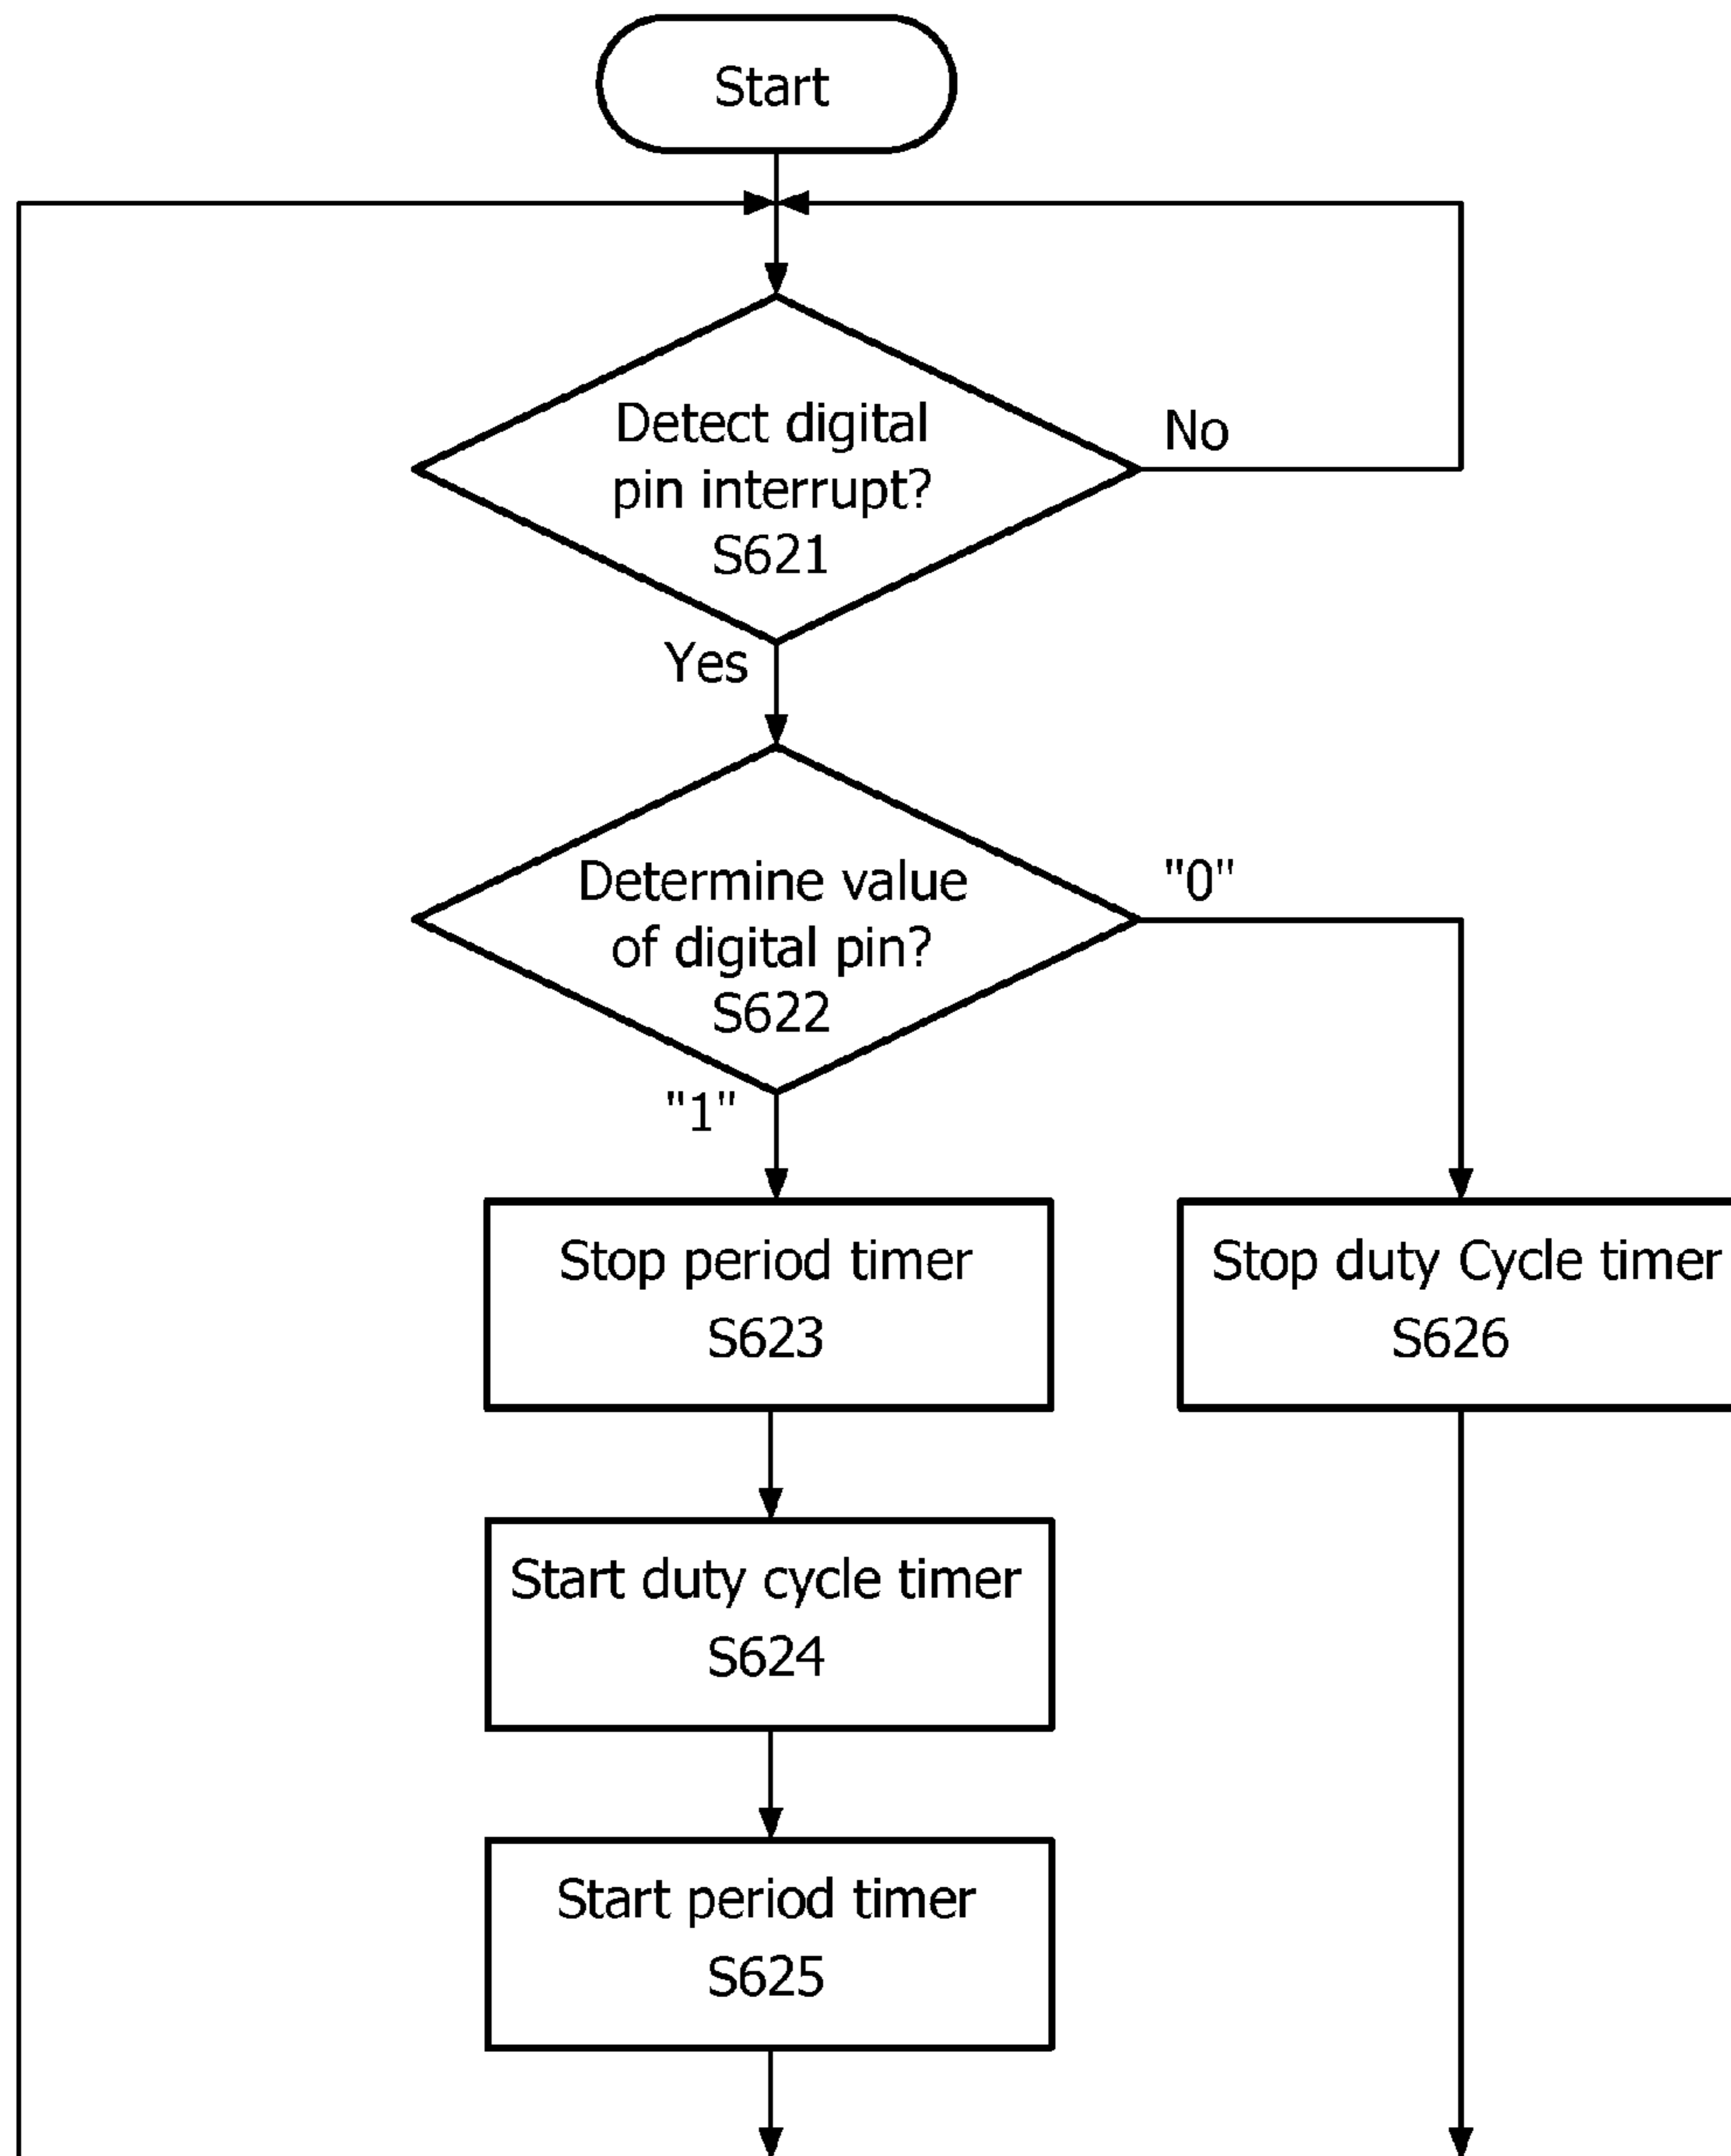 Start
Detect digital
pin interrupt?
S621
No
Yes
Determine value
of digital pin?
S622
"0"
"1"
Stop period timer
S623
Stop duty Cycle timer
S626
Start duty cycle timer
S624
Start period timer
S625